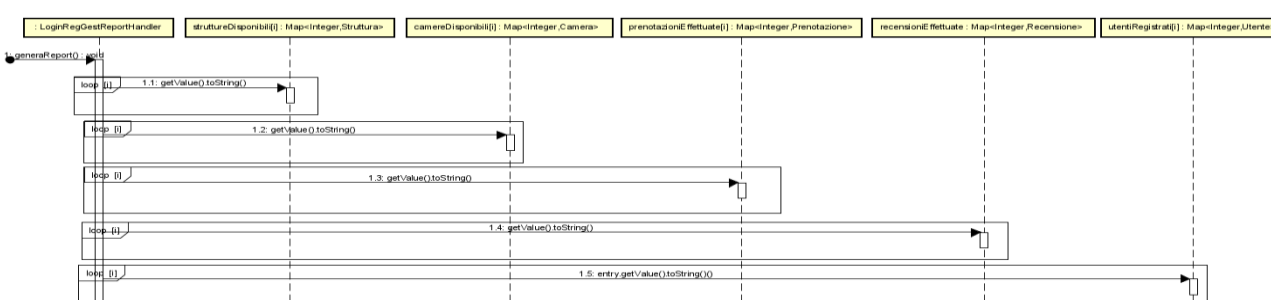 : LoginRegGestReportHandler
struttureDisponibili[i] : Map<Integer,Struttura>
camereDisponibili[i] : Map<Integer,Camera>
prenotazioniEffettuate[i] : Map<Integer,Prenotazione>
recensioniEffettuate : Map<Integer,Recensione>
utentiRegistrati[i] : Map<Integer,Utente
1: generaReport() : void
loop [i]
1.1: getValue().toString()
loop [i]
1.2: getValue().toString()
loop [i]
1.3: getValue().toString()
loop [i]
1.4: getValue().toString()
loop [i]
1.5: entry.getValue().toString()()